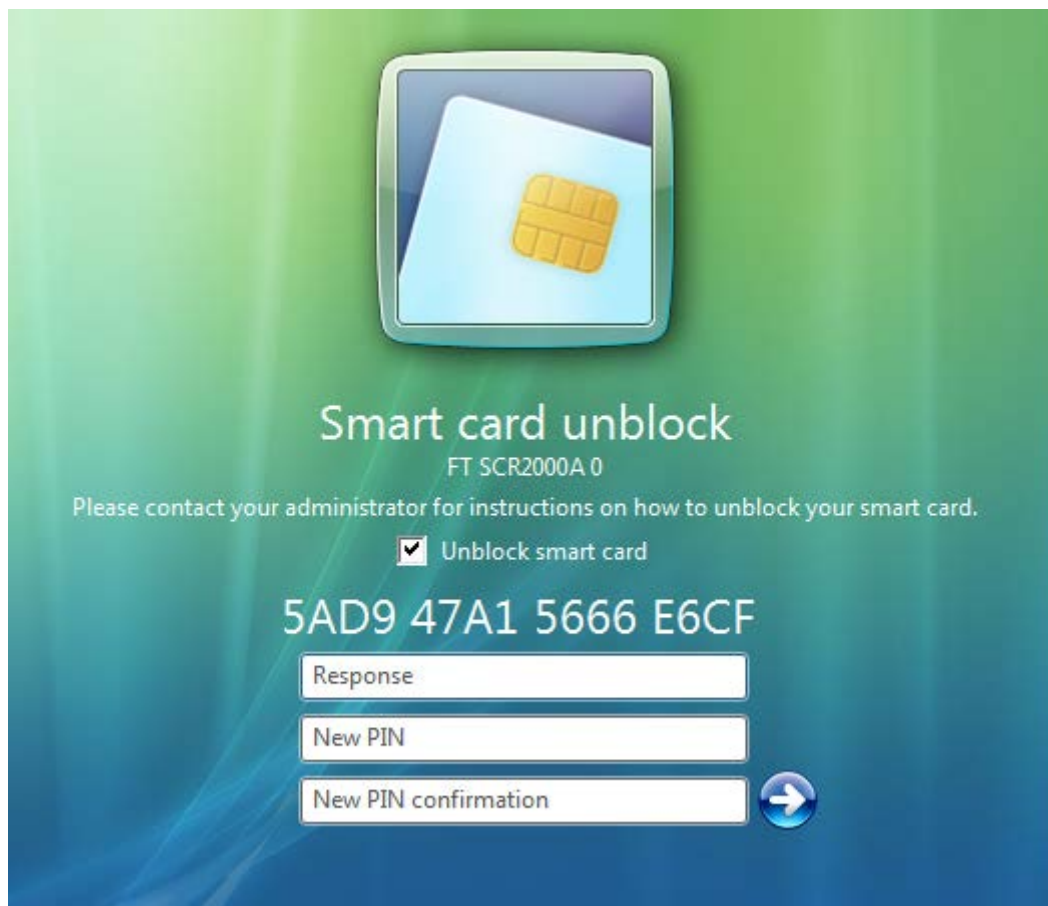 Smart card unblock
FT SCR2000A 0
Please contact your administrator for instructions on how to unblock your smart card.
Unblock smart card
5AD9 47A1 5666 E6CF
Response
New PIN
New PIN confirmation